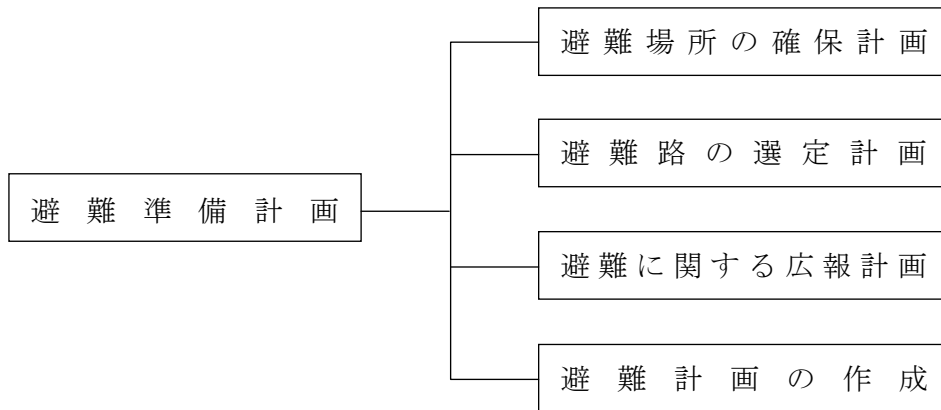 避難場所の確保計画
避難路の選定計画
避難準備計画
避難に関する広報計画
避難計画の作成